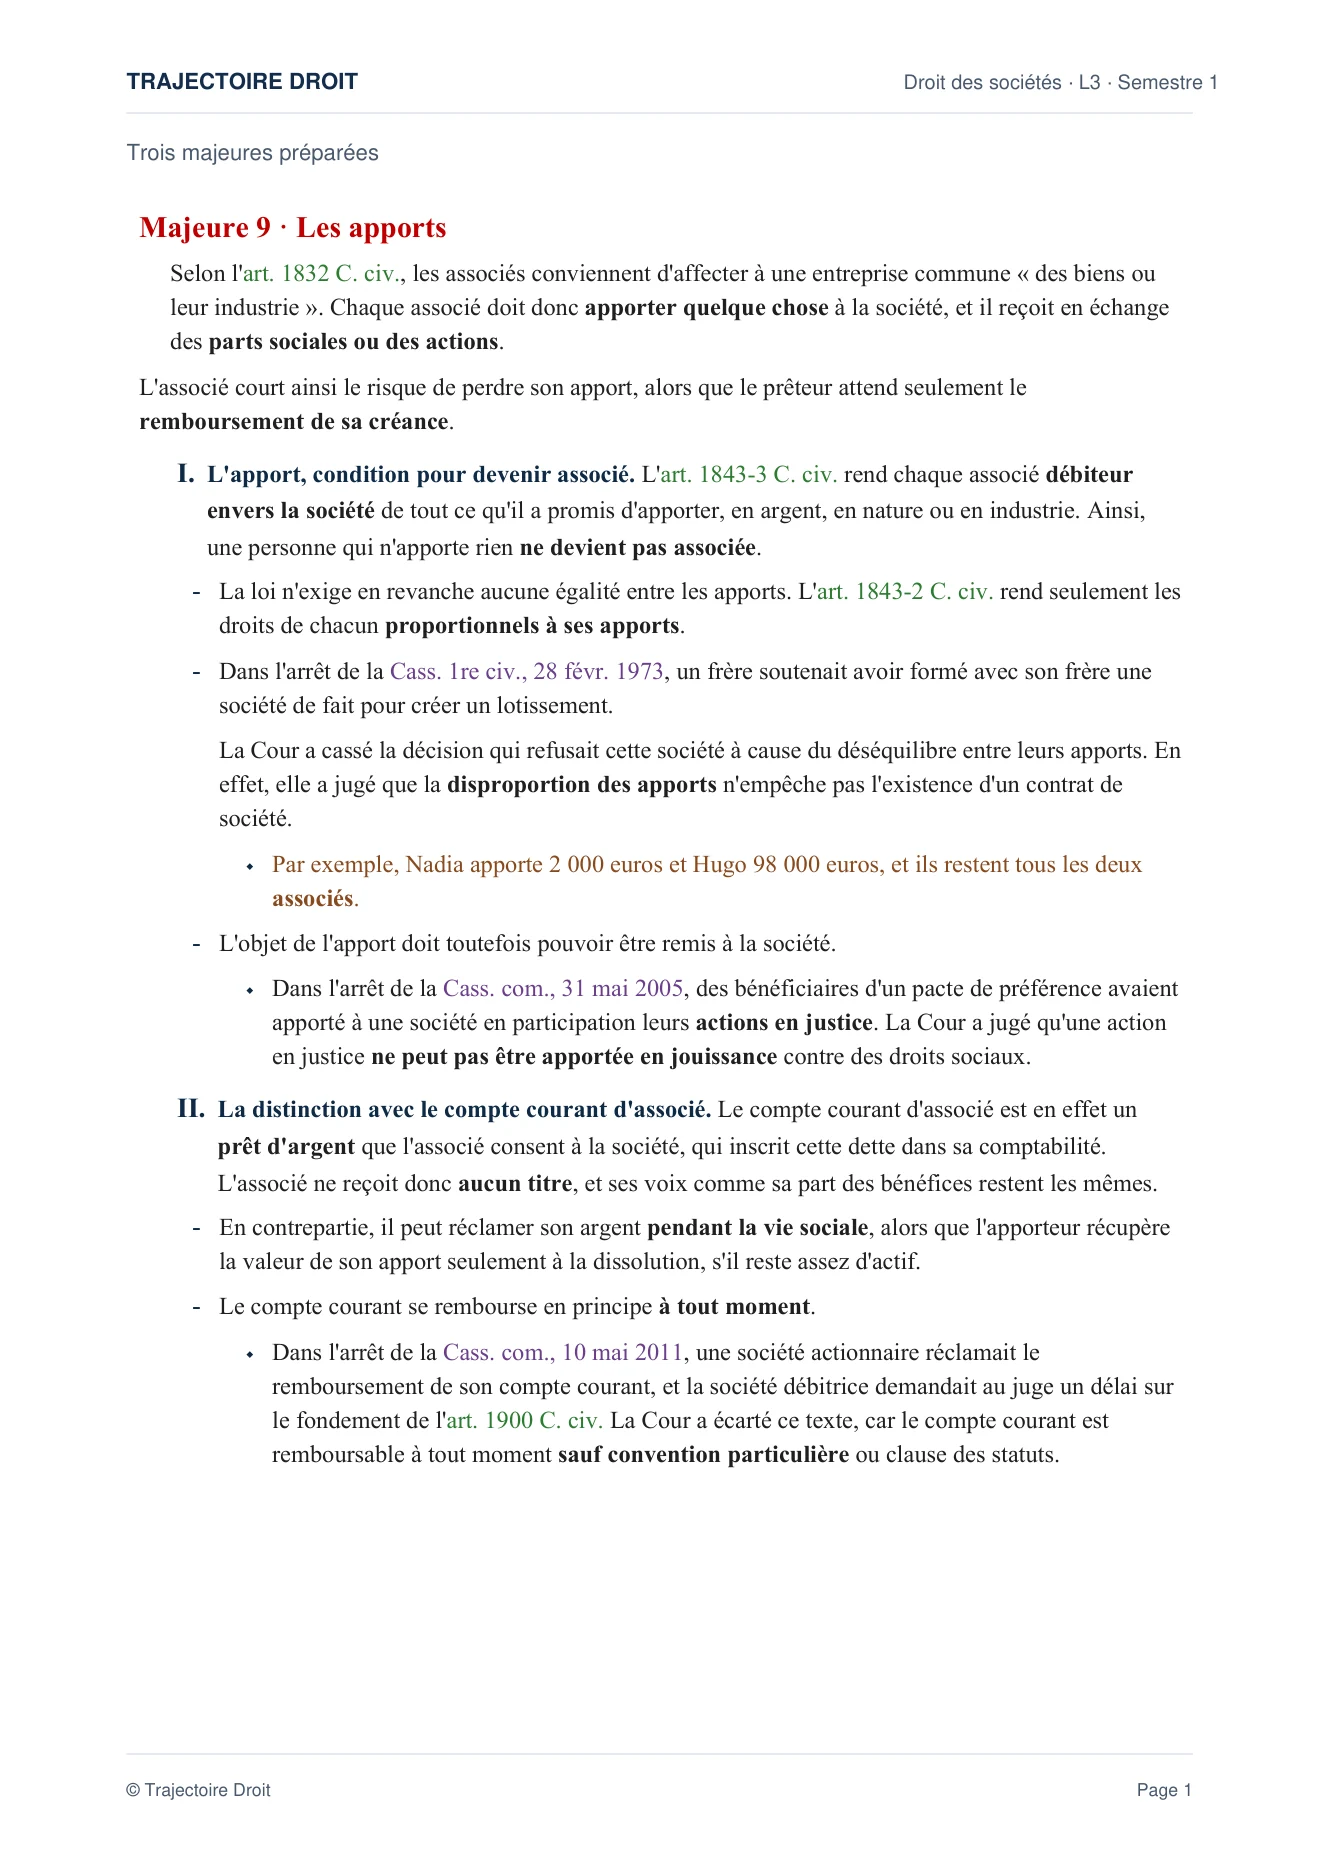 TRAJECTOIRE DROIT
Droit des sociétés · L3 · Semestre 1
Trois majeures préparées
Majeure 9 · Les apports
Selon l'art. 1832 C. civ., les associés conviennent d'affecter à une entreprise commune « des biens ou
leur industrie ». Chaque associé doit donc apporter quelque chose à la société, et il reçoit en échange
des parts sociales ou des actions.
L'associé court ainsi le risque de perdre son apport, alors que le prêteur attend seulement le
remboursement de sa créance.
I. L'apport, condition pour devenir associé. L'art. 1843-3 C. civ. rend chaque associé débiteur
envers la société de tout ce qu'il a promis d'apporter, en argent, en nature ou en industrie. Ainsi,
une personne qui n'apporte rien ne devient pas associée.
- La loi n'exige en revanche aucune égalité entre les apports. L'art. 1843-2 C. civ. rend seulement les
droits de chacun proportionnels à ses apports.
- Dans l'arrêt de la Cass. 1re civ., 28 févr. 1973, un frère soutenait avoir formé avec son frère une
société de fait pour créer un lotissement.
La Cour a cassé la décision qui refusait cette société à cause du déséquilibre entre leurs apports. En
effet, elle a jugé que la disproportion des apports n'empêche pas l'existence d'un contrat de
société.
⬩ Par exemple, Nadia apporte 2 000 euros et Hugo 98 000 euros, et ils restent tous les deux
associés.
- L'objet de l'apport doit toutefois pouvoir être remis à la société.
⬩ Dans l'arrêt de la Cass. com., 31 mai 2005, des bénéficiaires d'un pacte de préférence avaient
apporté à une société en participation leurs actions en justice. La Cour a jugé qu'une action
en justice ne peut pas être apportée en jouissance contre des droits sociaux.
II. La distinction avec le compte courant d'associé. Le compte courant d'associé est en effet un
prêt d'argent que l'associé consent à la société, qui inscrit cette dette dans sa comptabilité.
L'associé ne reçoit donc aucun titre, et ses voix comme sa part des bénéfices restent les mêmes.
- En contrepartie, il peut réclamer son argent pendant la vie sociale, alors que l'apporteur récupère
la valeur de son apport seulement à la dissolution, s'il reste assez d'actif.
- Le compte courant se rembourse en principe à tout moment.
⬩ Dans l'arrêt de la Cass. com., 10 mai 2011, une société actionnaire réclamait le
remboursement de son compte courant, et la société débitrice demandait au juge un délai sur
le fondement de l'art. 1900 C. civ. La Cour a écarté ce texte, car le compte courant est
remboursable à tout moment sauf convention particulière ou clause des statuts.
© Trajectoire Droit
Page 1